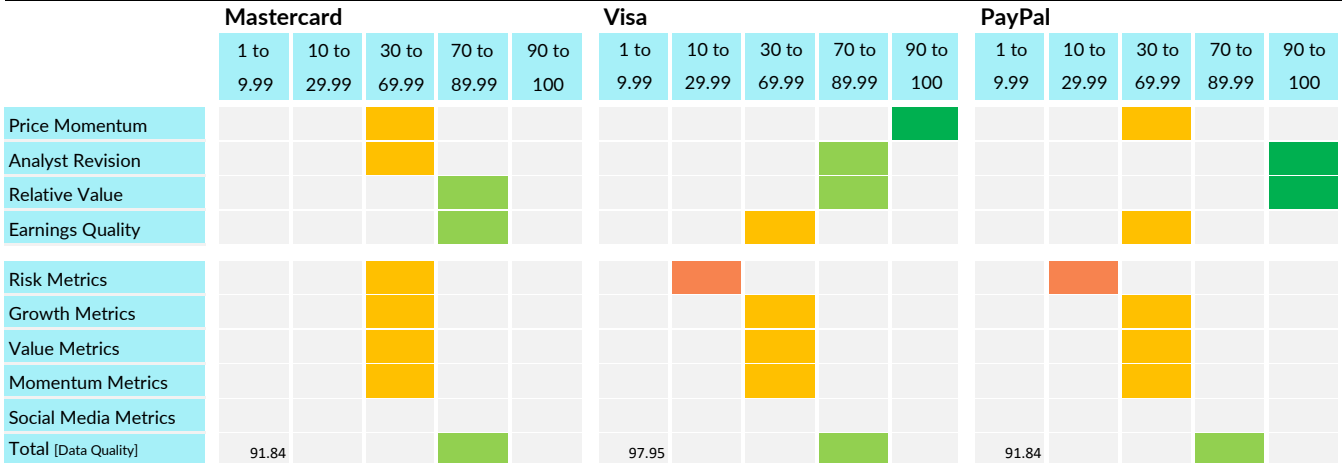 Mastercard Visa PayPal
1 to 10 to 30 to 70 to 90 to 1 to 10 to 30 to 70 to 90 to 1 to 10 to 30 to 70 to 90 to
9.99 29.99 69.99 89.99 100 9.99 29.99 69.99 89.99 100 9.99 29.99 69.99 89.99 100
Price Momentum
Analyst Revision
Relative Value
Earnings Quality
Risk Metrics
Growth Metrics
Value Metrics
Momentum Metrics
Social Media Metrics
Total [Data Quality] 91.84 97.95 91.84